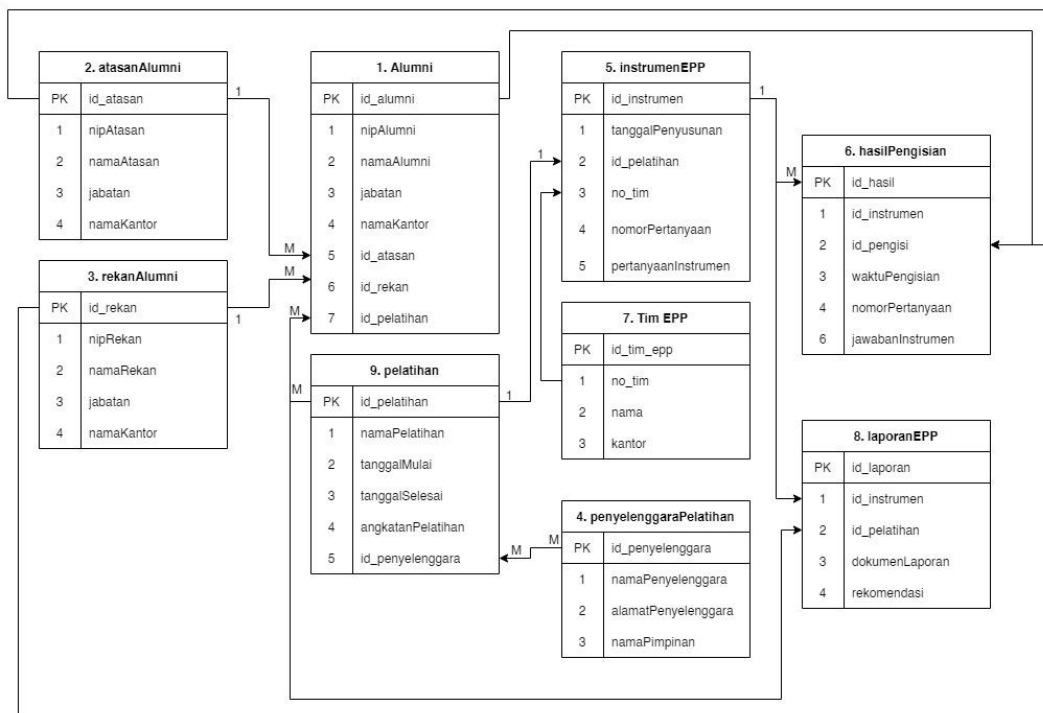 2. atasanAlumni
PK id_atasan
1 nipAtasan
2 namaAtasan
3 jabatan
4 namaKantor
1
M
3. rekanAlumni
PK id_rekan
1 nipRekan
2 namaRekan
3 jabatan
4 namaKantor
1
M
1. Alumni
PK id_alumni
1 nipAlumni
2 namaAlumni
3 jabatan
4 namaKantor
5 id_atasan
6 id_rekan
7 id_pelatihan
M
M
9. pelatihan
PK id_pelatihan
1 namaPelatihan
2 tanggalMulai
3 tanggalSelesai
4 angkatanPelatihan
5 id_penyelenggara
1
1
M
M
5. instrumenEPP
PK id_instrumen
1 tanggalPenyusunan
2 id_pelatihan
3 no_tim
4 nomorPertanyaan
5 pertanyaanInstrumen
1
M
7. Tim EPP
PK id_tim_epp
1 no_tim
2 nama
3 kantor
4. penyelenggaraPelatihan
PK id_penyelenggara
1 namaPenyelenggara
2 alamatPenyelenggara
3 namaPimpinan
6. hasilPengisian
PK id_hasil
1 id_instrumen
2 id_pengisi
3 waktuPengisian
4 nomorPertanyaan
6 jawabanInstrumen
8. laporanEPP
PK id_laporan
1 id_instrumen
2 id_pelatihan
3 dokumenLaporan
4 rekomendasi